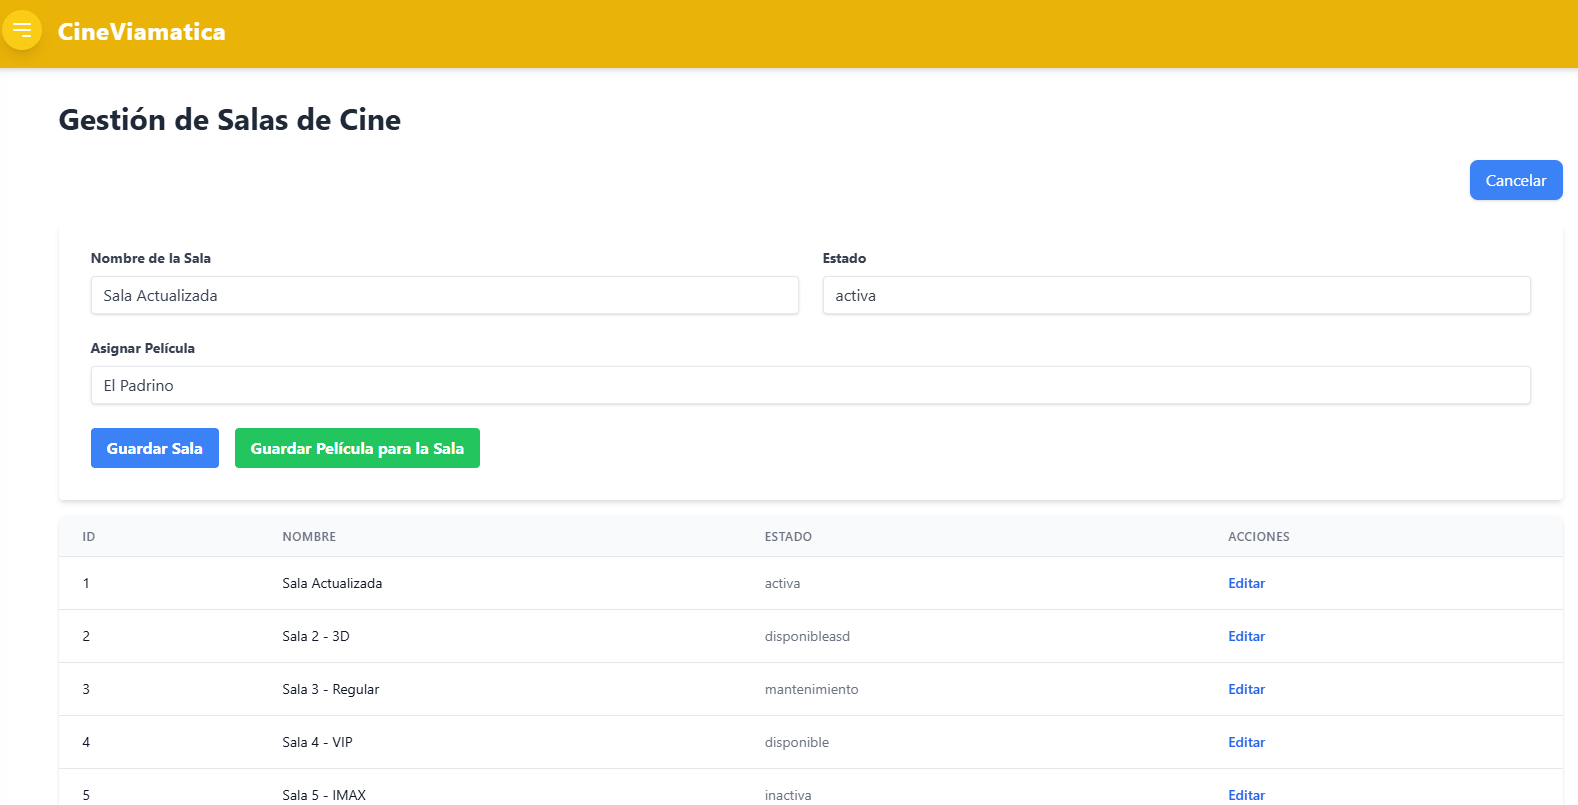 CineViamatica
Gestión de Salas de Cine
Cancelar
Nombre de la Sala Estado
Sala Actualizada activa
Asignar Película
El Padrino
Guardar Sala Guardar Película para la Sala
ID NOMBRE ESTADO ACCIONES
1 Sala Actualizada activa Editar
2 Sala 2 - 3D disponibleasd Editar
3 Sala 3 - Regular mantenimiento Editar
4 Sala 4 - VIP disponible Editar
5 Sala 5 - IMAX inactiva Editar